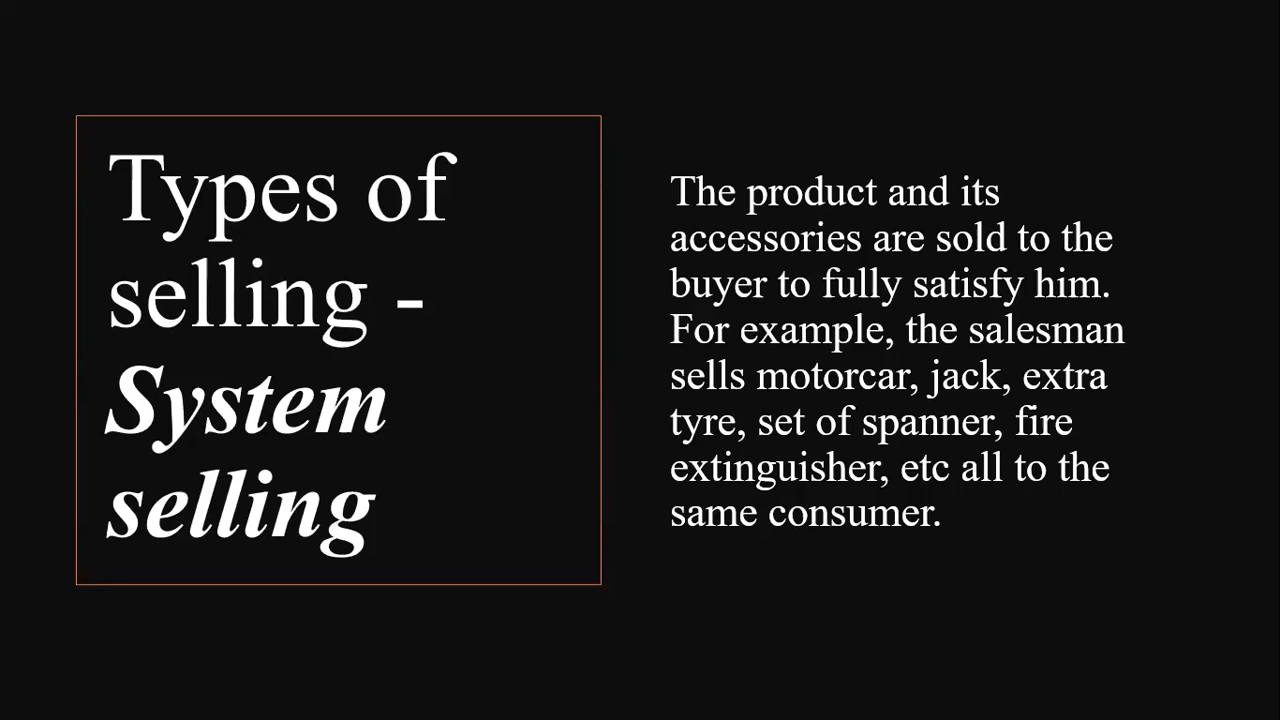 Types of
selling -
System
selling
The product and its
accessories are sold to the
buyer to fully satisfy him.
For example, the salesman
sells motorcar, jack, extra
tyre, set of spanner, fire
extinguisher, etc all to the
same consumer.